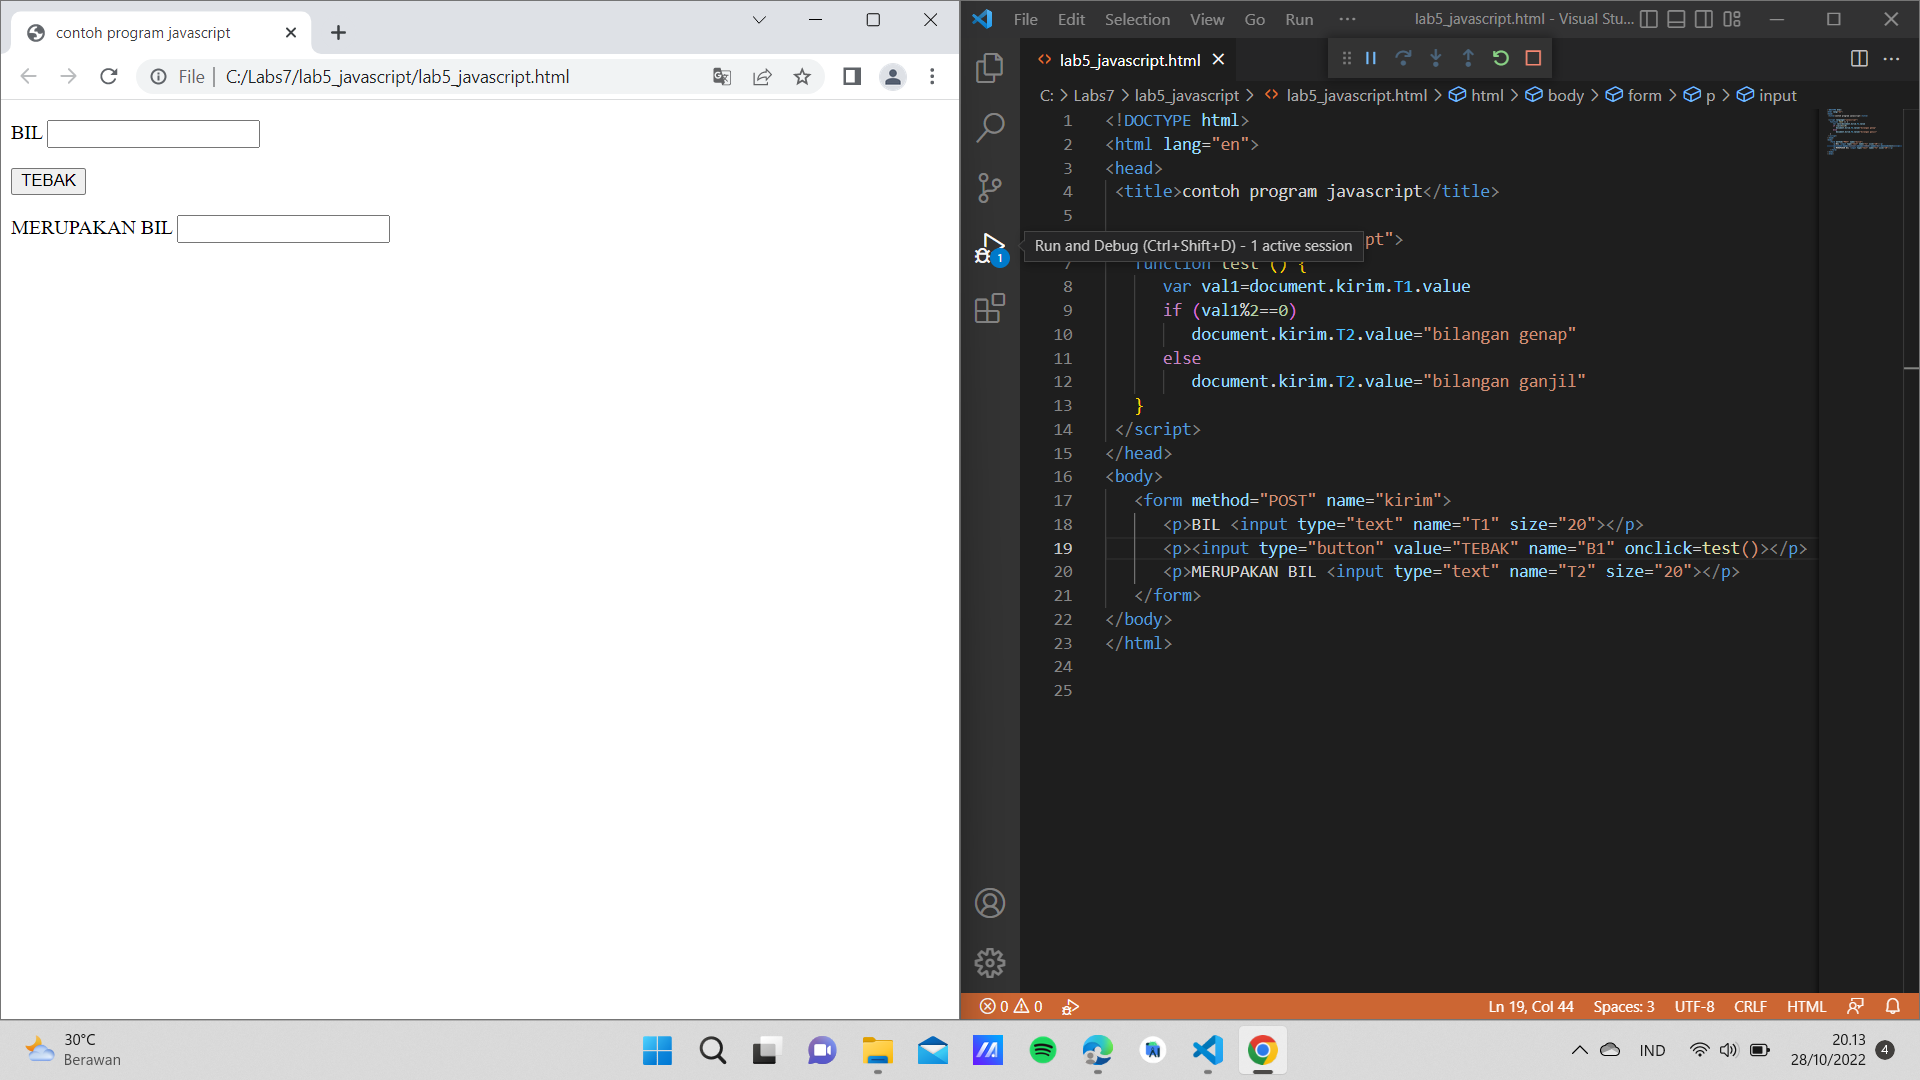 contoh program javascript
File C:/Labs7/lab5_javascript/lab5_javascript.html
BIL
TEBAK
MERUPAKAN BIL
File Edit Selection View Go Run ··· lab5_javascript.html - Visual Stu...
lab5_javascript.html
C: > Labs7 > lab5_javascript > lab5_javascript.html > html > body > form > p > input
1 <!DOCTYPE html>
2 <html lang="en">
3 <head>
4 <title>contoh program javascript</title>
5
pt">
Run and Debug (Ctrl+Shift+D) - 1 active session
1
7 function test () {
8 var val1=document.kirim.T1.value
9 if (val1%2==0)
10 document.kirim.T2.value="bilangan genap"
11 else
12 document.kirim.T2.value="bilangan ganjil"
13 }
14 </script>
15 </head>
16 <body>
17 <form method="POST" name="kirim">
18 <p>BIL <input type="text" name="T1" size="20"></p>
19 <p><input type="button" value="TEBAK" name="B1" onclick=test()></p>
20 <p>MERUPAKAN BIL <input type="text" name="T2" size="20"></p>
21 </form>
22 </body>
23 </html>
24
25
0 0 Ln 19, Col 44 Spaces: 3 UTF-8 CRLF HTML
30°C
Berawan
IND
20.13
28/10/2022
4